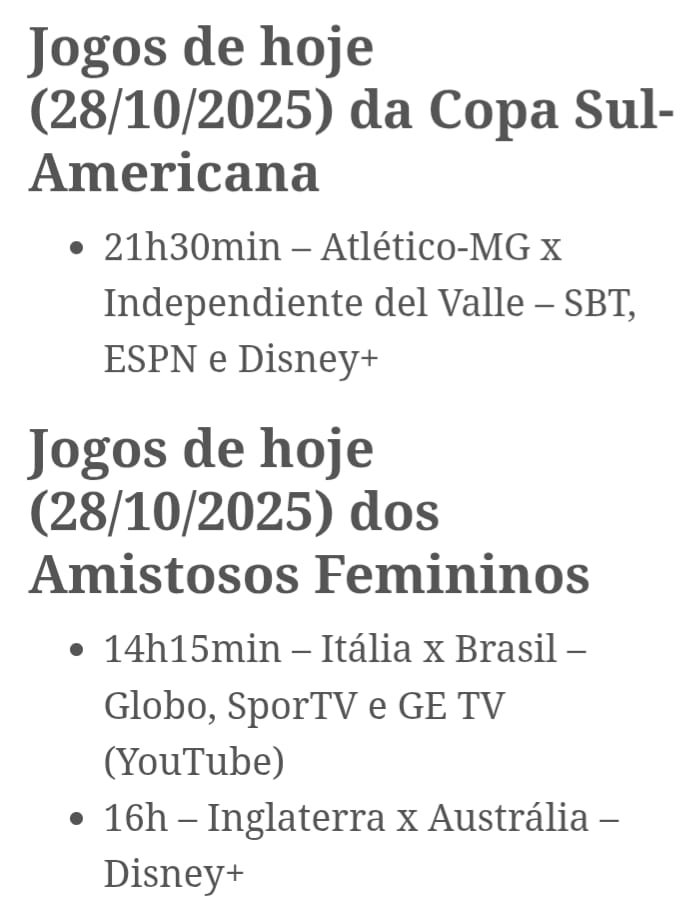 Jogos de hoje
(28/10/2025) da Copa Sul-
Americana
• 21h30min – Atlético-MG x
Independiente del Valle – SBT,
ESPN e Disney+
Jogos de hoje
(28/10/2025) dos
Amistosos Femininos
• 14h15min – Itália x Brasil –
Globo, SporTV e GE TV
(YouTube)
• 16h – Inglaterra x Austrália –
Disney+